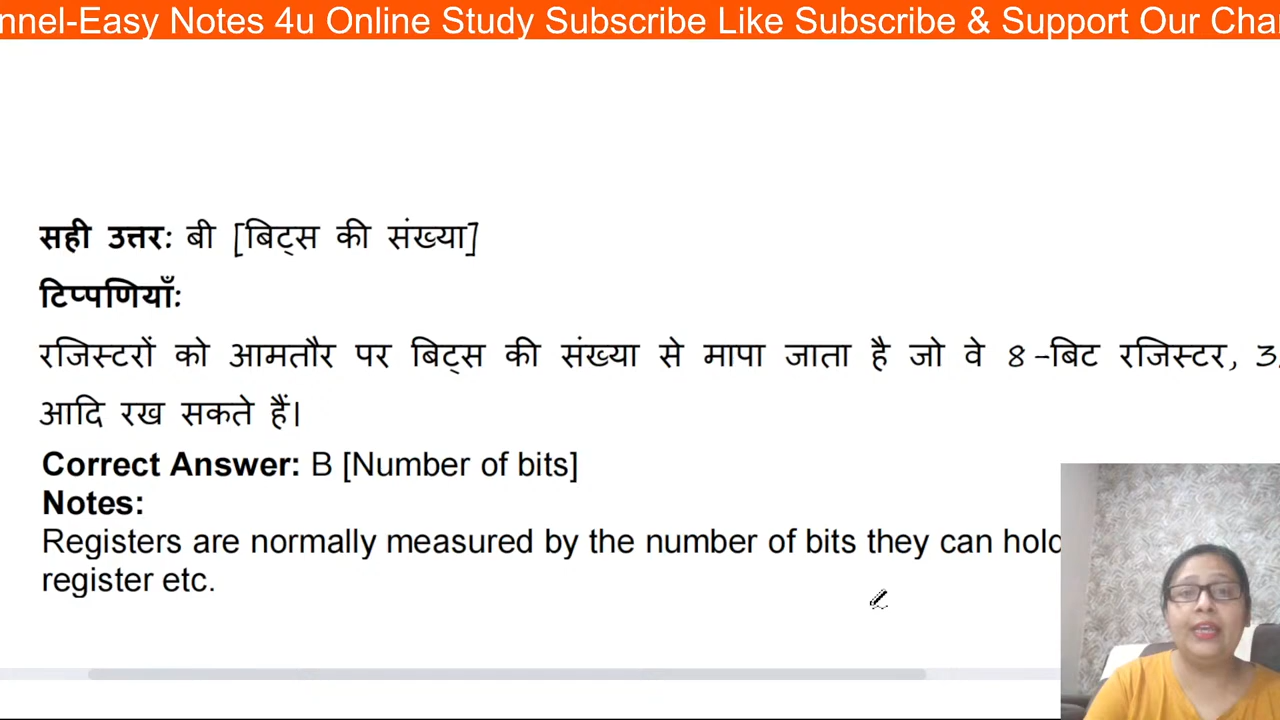 nnel-Easy Notes 4u Online Study Subscribe Like Subscribe & Support Our Cha
सही उत्तर: बी [बिट्स की संख्या]
टिप्पणियाँ:
रजिस्टरों को आमतौर पर बिट्स की संख्या से मापा जाता है जो वे 8-बिट रजिस्टर, 3
आदि रख सकते हैं।
Correct Answer: B [Number of bits]
Notes:
Registers are normally measured by the number of bits they can hold
register etc.